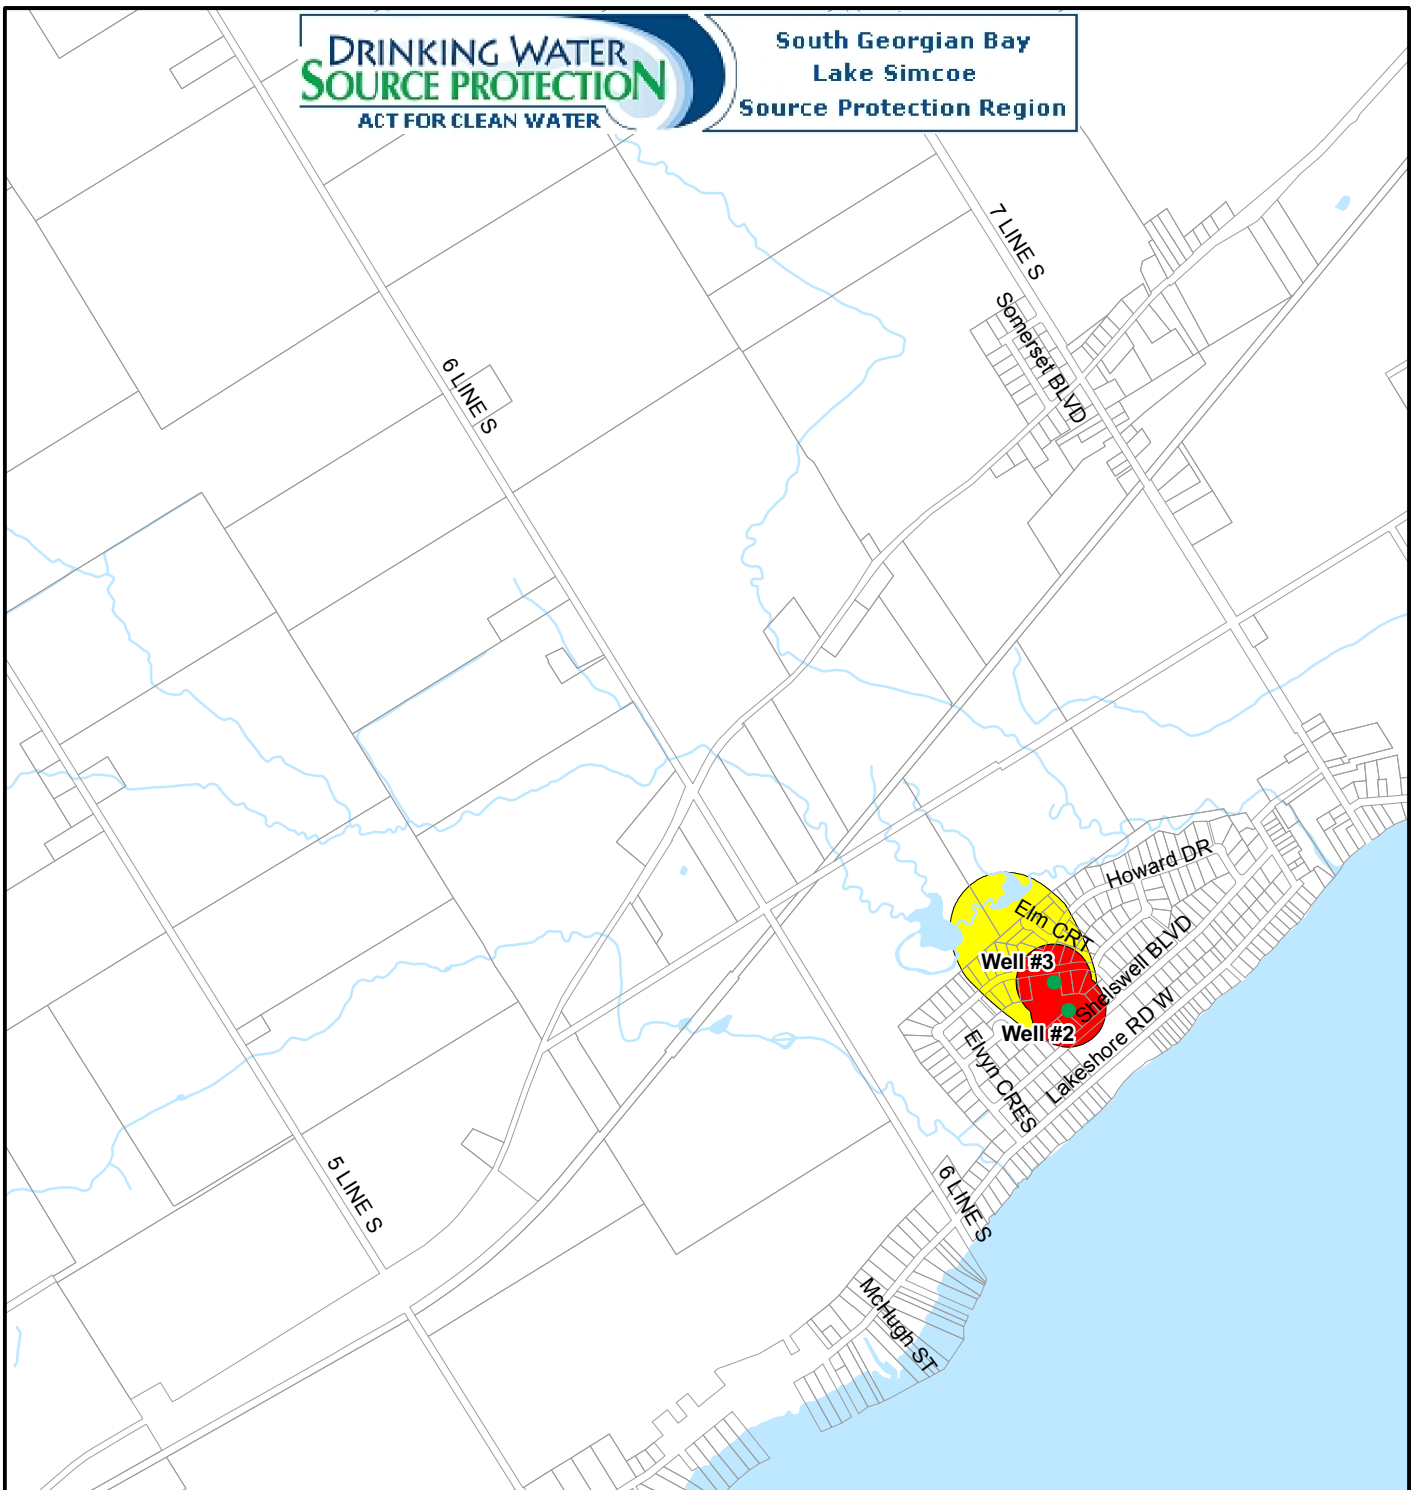 DRINKING WATER
SOURCE PROTECTION
ACT FOR CLEAN WATER
South Georgian Bay
Lake Simcoe
Source Protection Region
7 LINE S
Somerset BLVD
6 LINE S
Howard DR
Elm CRT
Well #3
Shelswell BLVD
Well #2
Lakeshore RD W
Elvyn CRES
5 LINE S
6 LINE S
McHugh ST